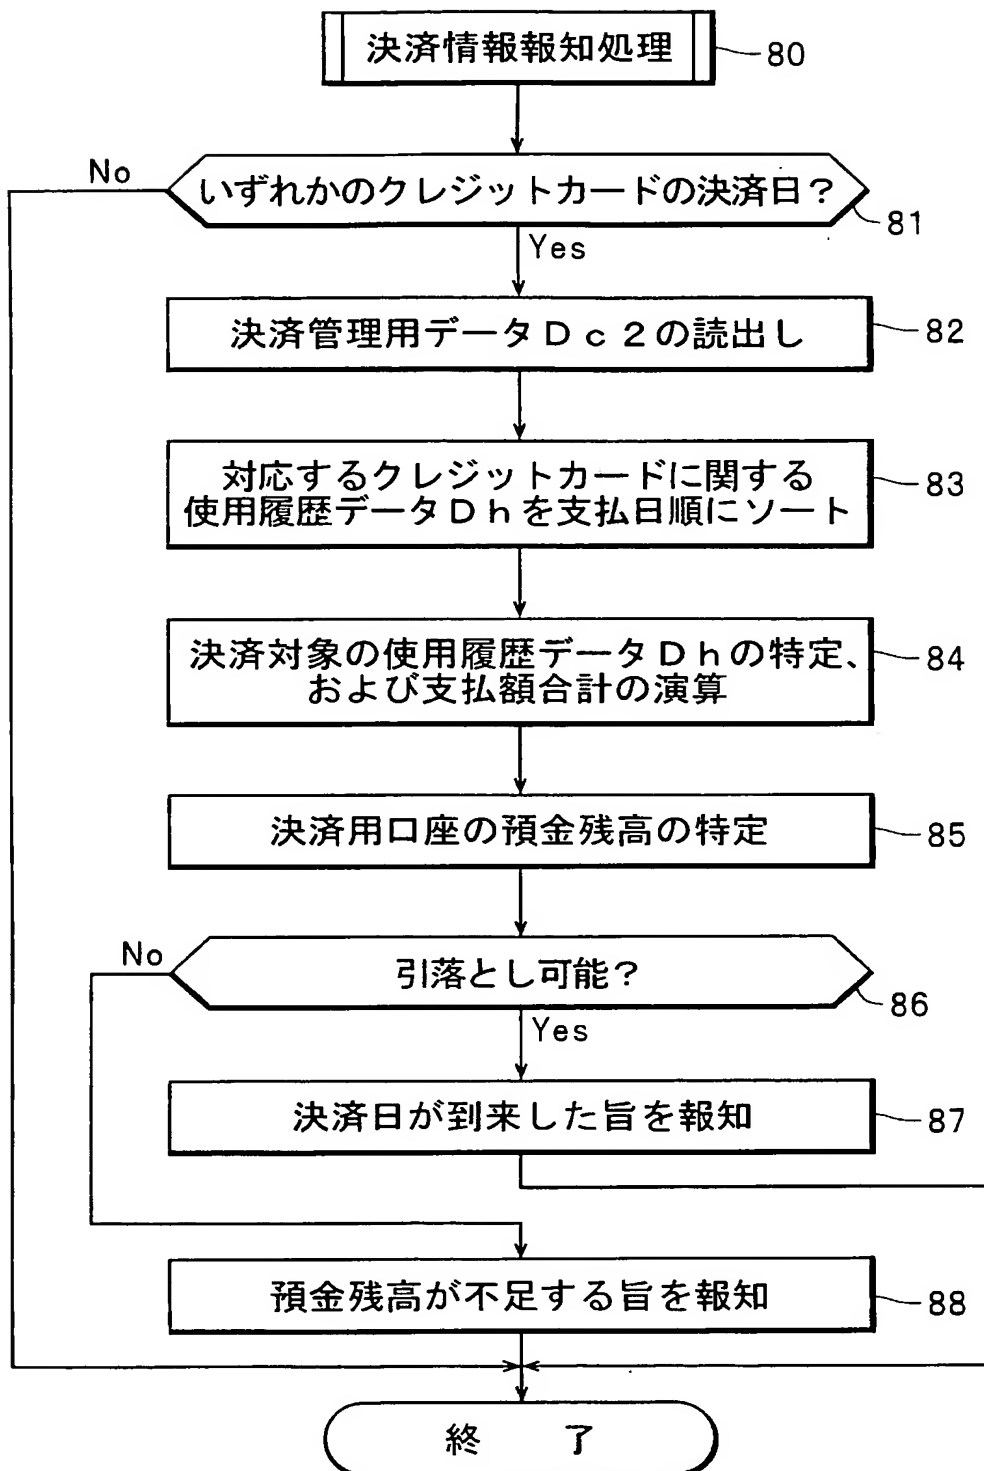 決済情報報知処理
80
No
いずれかのクレジットカードの決済日?
81
Yes
決済管理用データDc2の読出し
82
対応するクレジットカードに関する
使用履歴データDhを支払日順にソート
83
決済対象の使用履歴データDhの特定、
および支払額合計の演算
84
決済用口座の預金残高の特定
85
No
引落とし可能?
86
Yes
決済日が到来した旨を報知
87
預金残高が不足する旨を報知
88
終 了